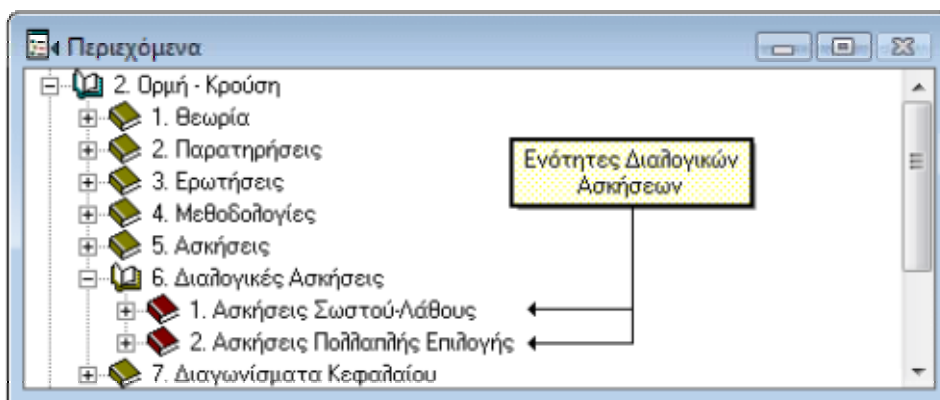 Περιεχόμενα
2. Ορμή - Κρούση
1. Θεωρία
2. Παρατηρήσεις
3. Ερωτήσεις
4. Μεθοδολογίες
5. Ασκήσεις
6. Διαλογικές Ασκήσεις
1. Ασκήσεις Σωστού-Λάθους
2. Ασκήσεις Πολλαπλής Επιλογής
7. Διαγωνίσματα Κεφαλαίου
Ενότητες Διαλογικών
Ασκήσεων